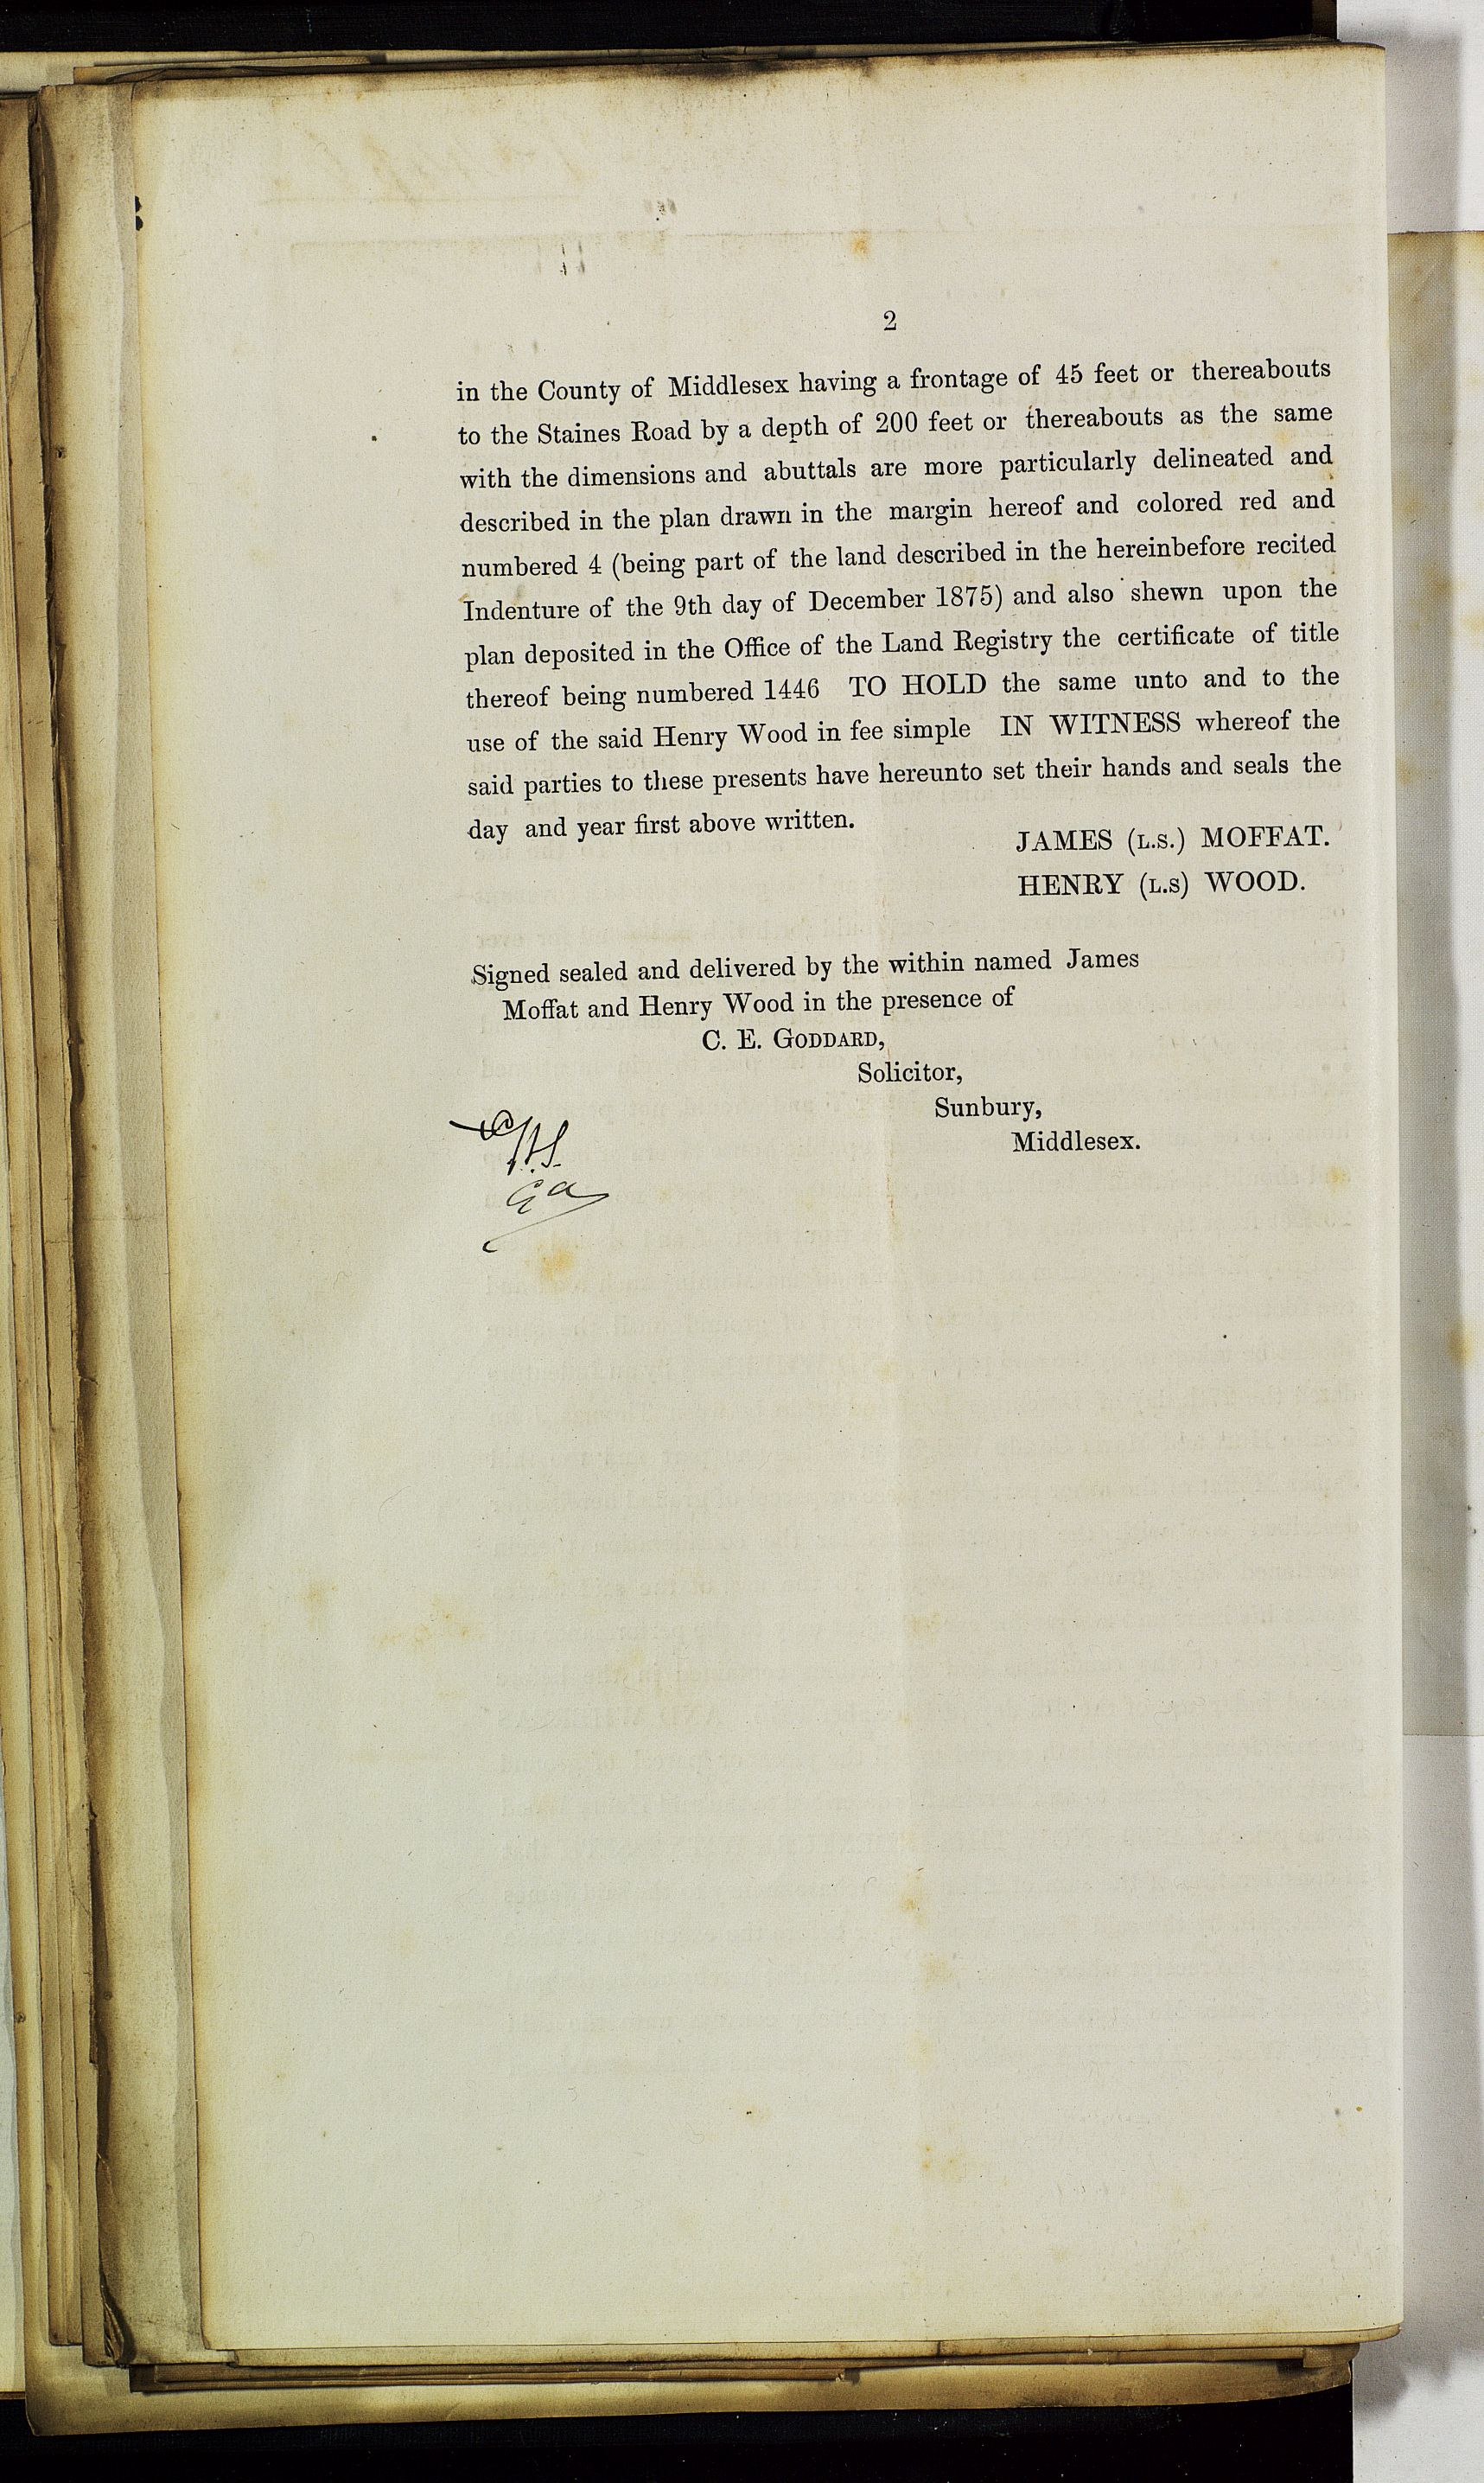 2
in the County of Middlesex having a frontage of 45 feet or thereabouts
to the Staines Road by a depth of 200 feet or thereabouts as the same
with the dimensions and abuttals are more particularly delineated and
described in the plan drawn in the margin hereof and colored red and
numbered 4 (being part of the land described in the hereinbefore recited
Indenture of the 9th day of December 1875) and also shewn upon the
plan deposited in the Office of the Land Registry the certificate of title
thereof being numbered 1446 TO HOLD the same unto and to the
use of the said Henry Wood in fee simple IN WITNESS whereof the
said parties to these presents have hereunto set their hands and seals the
day and year first above written.
JAMES (L.S.) MOFFAT.
HENRY (L.S) WOOD.
Signed sealed and delivered by the within named James
Moffat and Henry Wood in the presence of
C. E. GODDARD,
Solicitor,
Sunbury,
Middlesex.